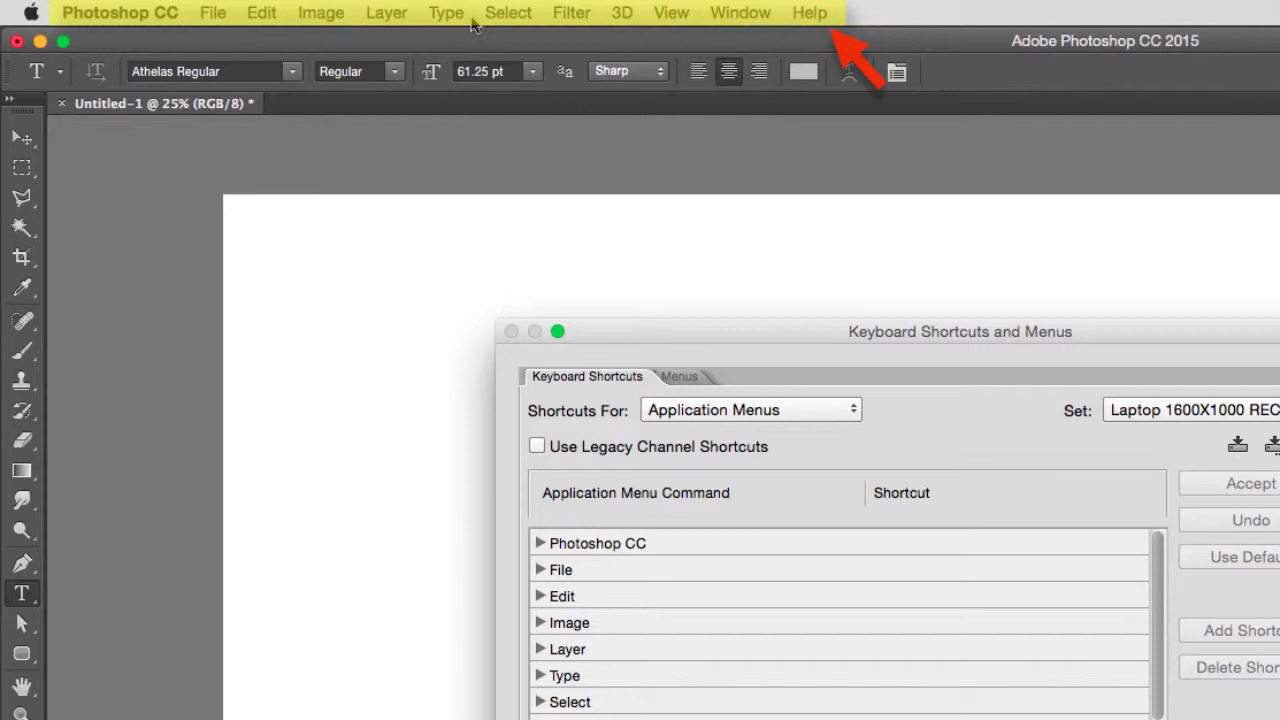 Photoshop CC File Edit Image Layer Type Select Filter 3D View Window Help
Adobe Photoshop CC 2015
T T Athelas Regular Regular T 61.25 pt aa Sharp
× Untitled-1 @ 25% (RGB/8) *
Keyboard Shortcuts and Menus
Keyboard Shortcuts Menus
Shortcuts For: Application Menus Set: Laptop 1600X1000 REC
Use Legacy Channel Shortcuts
Application Menu Command Shortcut
Accept
Undo
Photoshop CC
Use
File
Edit
Image
Add
Layer
Delete
Type
Select
T